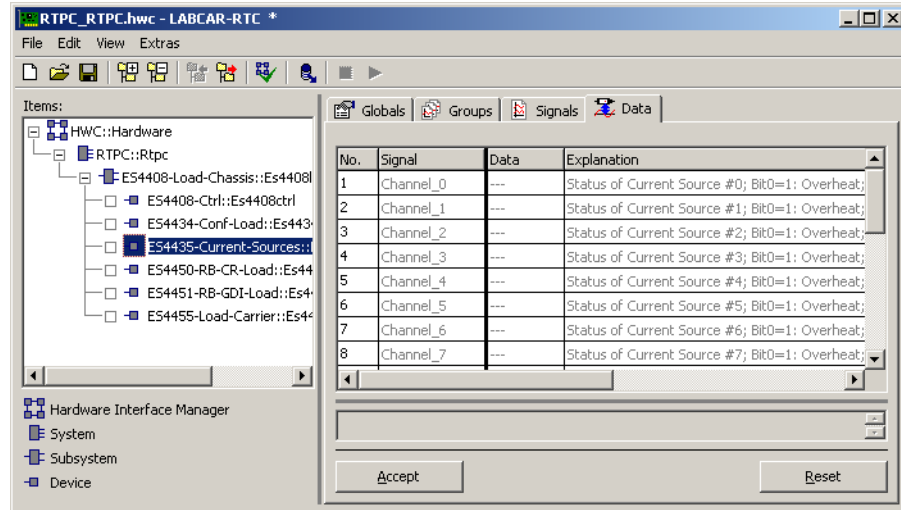 RTPC_RTPC.hwc - LABCAR-RTC *
File Edit View Extras
Items:
HWC::Hardware
RTPC::Rtpc
ES4408-Load-Chassis::Es4408l
ES4408-Ctrl::Es4408ctrl
ES4434-Conf-Load::Es443
ES4435-Current-Sources::
ES4450-RB-CR-Load::Es44
ES4451-RB-GDI-Load::Es4
ES4455-Load-Carrier::Es44
Hardware Interface Manager
System
Subsystem
Device
Globals Groups Signals Data
No. Signal Data Explanation
1 Channel_0 --- Status of Current Source #0; Bit0=1: Overheat;
2 Channel_1 --- Status of Current Source #1; Bit0=1: Overheat;
3 Channel_2 --- Status of Current Source #2; Bit0=1: Overheat;
4 Channel_3 --- Status of Current Source #3; Bit0=1: Overheat;
5 Channel_4 --- Status of Current Source #4; Bit0=1: Overheat;
6 Channel_5 --- Status of Current Source #5; Bit0=1: Overheat;
7 Channel_6 --- Status of Current Source #6; Bit0=1: Overheat;
8 Channel_7 --- Status of Current Source #7; Bit0=1: Overheat;
Accept Reset